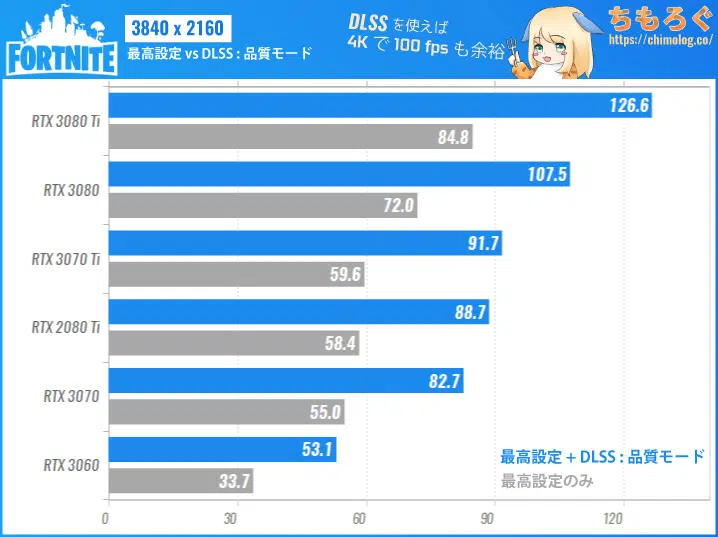 FORTNITE
3840 x 2160
最高設定 vs DLSS : 品質モード
DLSS を使えば
4K で 100 fps も余裕
ちもろぐ
https://chimolog.co/
RTX 3080 Ti
126.6
84.8
RTX 3080
107.5
72.0
RTX 3070 Ti
91.7
59.6
RTX 2080 Ti
88.7
58.4
RTX 3070
82.7
55.0
RTX 3060
53.1
33.7
最高設定 + DLSS : 品質モード
最高設定のみ
0 30 60 90 120